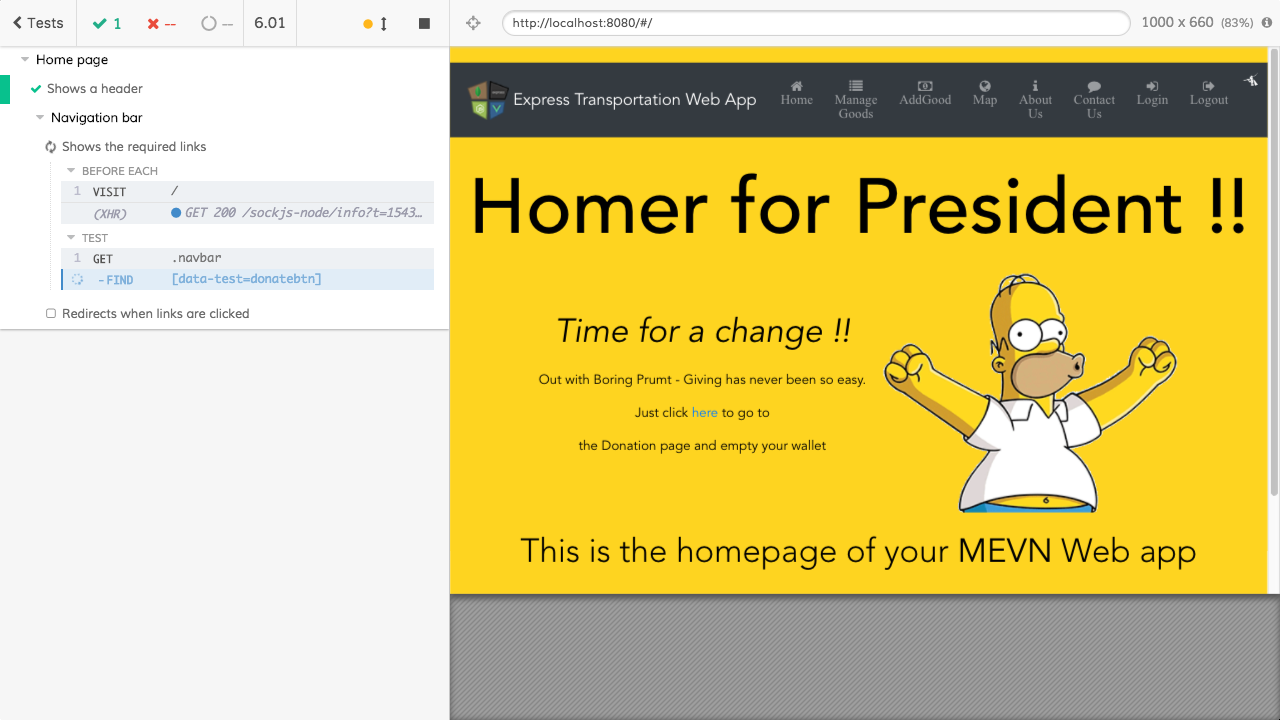 Tests
1
--
--
6.01
http://localhost:8080/#/
1000 x 660 (83%)
Home page
Shows a header
Navigation bar
Shows the required links
BEFORE EACH
1 VISIT /
(XHR) GET 200 /sockjs-node/info?t=1543…
TEST
1 GET .navbar
- FIND [data-test=donatebtn]
Redirects when links are clicked
Express Transportation Web App
Home
Manage Goods
AddGood
Map
About Us
Contact Us
Login
Logout
Homer for President !!
Time for a change !!
Out with Boring Prumt - Giving has never been so easy.
Just click here to go to
the Donation page and empty your wallet
This is the homepage of your MEVN Web app